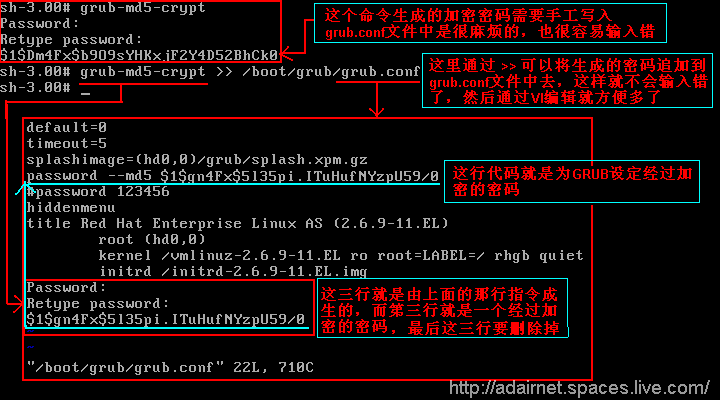 sh-3.00# grub-md5-crypt
Password:
Retype password:
$1$Dm4Fx$b9O9sYHKxjF2Y4D52BhCk0
这个命令生成的加密密码需要手工写入
grub.conf文件中是很麻烦的，也很容易输入错
sh-3.00# grub-md5-crypt >> /boot/grub/grub.conf
sh-3.00# _
这里通过 >> 可以将生成的密码追加到
grub.conf文件中去，这样就不会输入错
了，然后通过VI编辑就方便多了
default=0
timeout=5
splashimage=(hd0,0)/grub/splash.xpm.gz
password --md5 $1$gn4Fx$5l35pi.ITuHufNYzpU59/0
#password 123456
hiddenmenu
title Red Hat Enterprise Linux AS (2.6.9-11.EL)
root (hd0,0)
kernel /vmlinuz-2.6.9-11.EL ro root=LABEL=/ rhgb quiet
initrd /initrd-2.6.9-11.EL.img
这行代码就是为GRUB设定经过加
密的密码
Password:
Retype password:
$1$gn4Fx$5l35pi.ITuHufNYzpU59/0
这三行就是由上面的那行指令成
生的，而第三行就是一个经过加
密的密码，最后这三行要删除掉
"/boot/grub/grub.conf" 22L, 710C
http://adairnet.spaces.live.com/